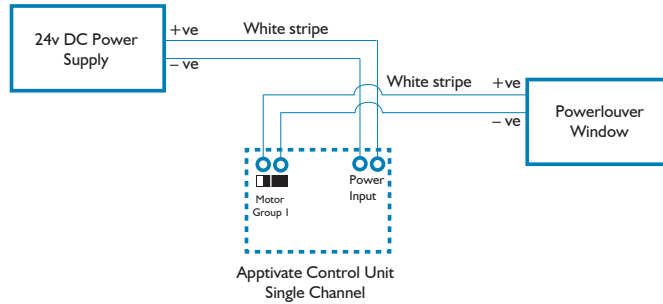 24v DC Power
Supply
+ve
White stripe
– ve
White stripe
+ve
– ve
Powerlouver
Window
Motor
Group 1
Power
Input
Apptivate Control Unit
Single Channel